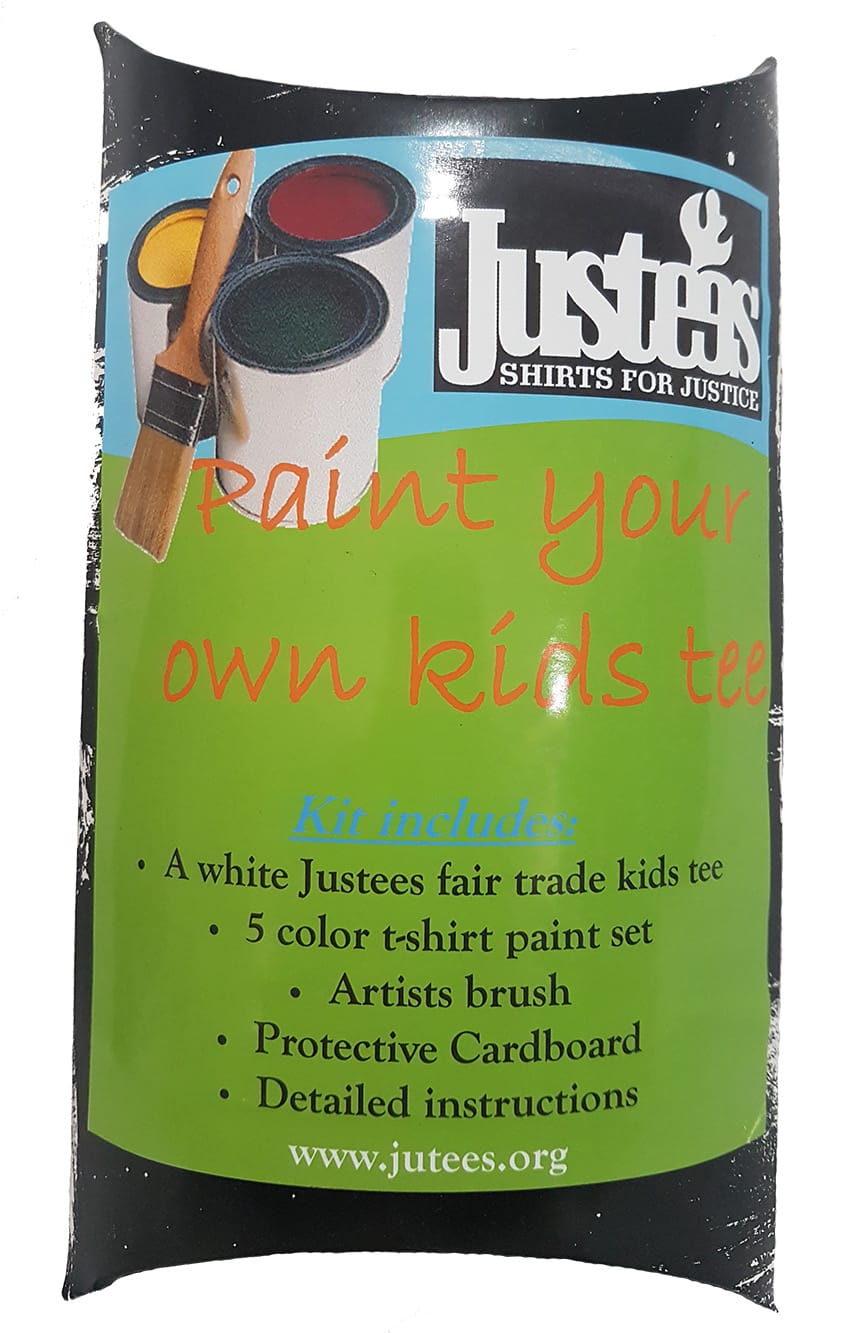 Justees
SHIRTS FOR JUSTICE
Paint your
own kids tee
Kit includes:
• A white Justees fair trade kids tee
• 5 color t-shirt paint set
• Artists brush
• Protective Cardboard
• Detailed instructions
www.jutees.org